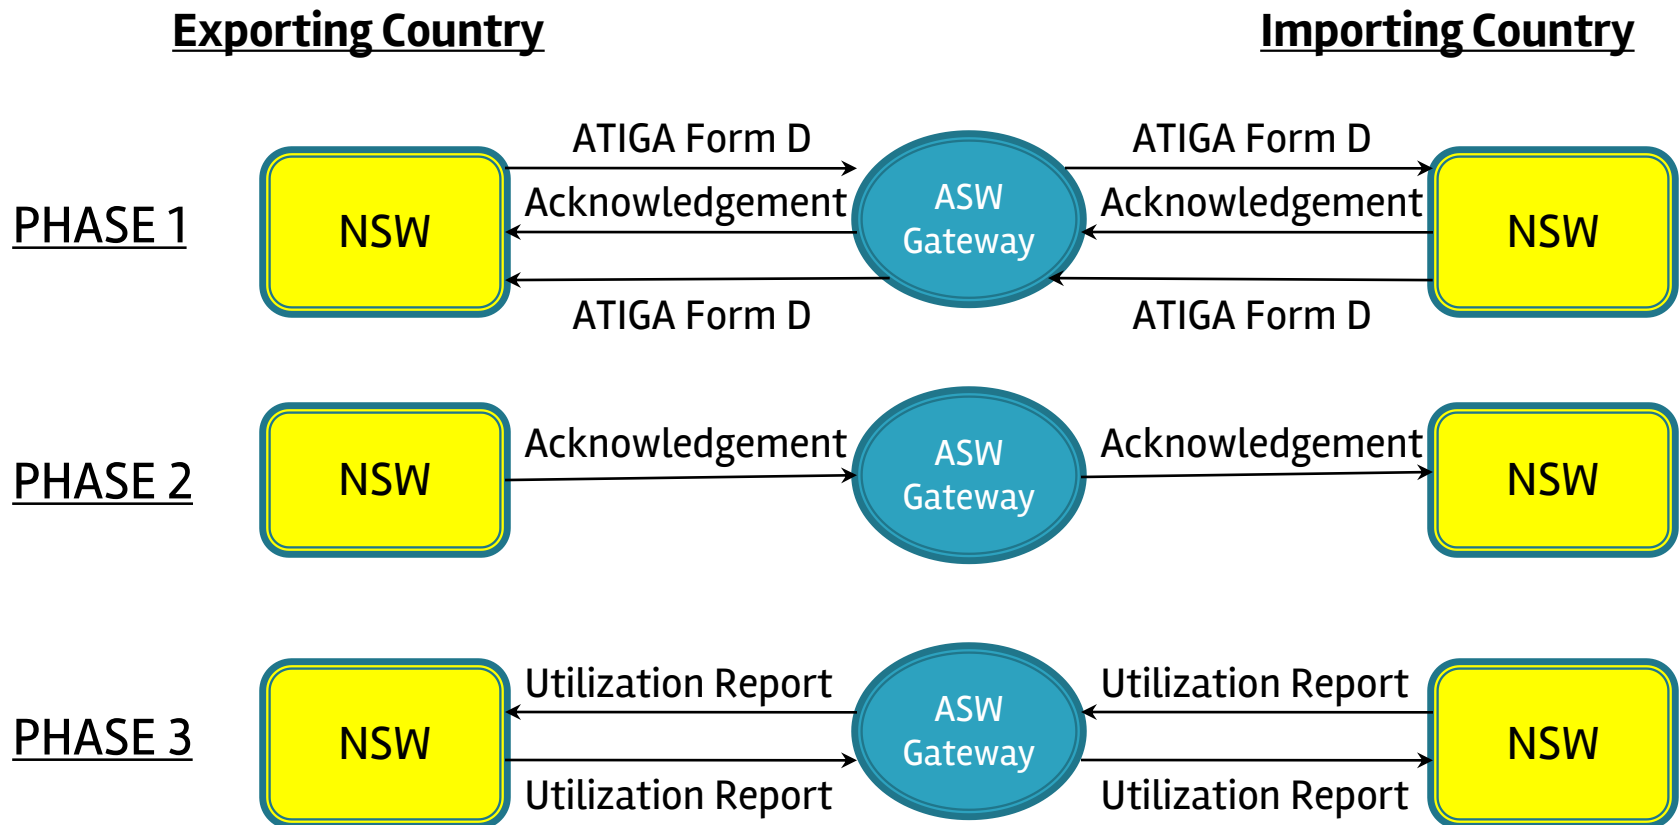 Exporting Country
Importing Country
ATIGA Form D
ATIGA Form D
PHASE 1
NSW
Acknowledgement
ASW
Gateway
Acknowledgement
NSW
ATIGA Form D
ATIGA Form D
PHASE 2
NSW
Acknowledgement
ASW
Gateway
Acknowledgement
NSW
PHASE 3
NSW
Utilization Report
ASW
Gateway
Utilization Report
NSW
Utilization Report
Utilization Report